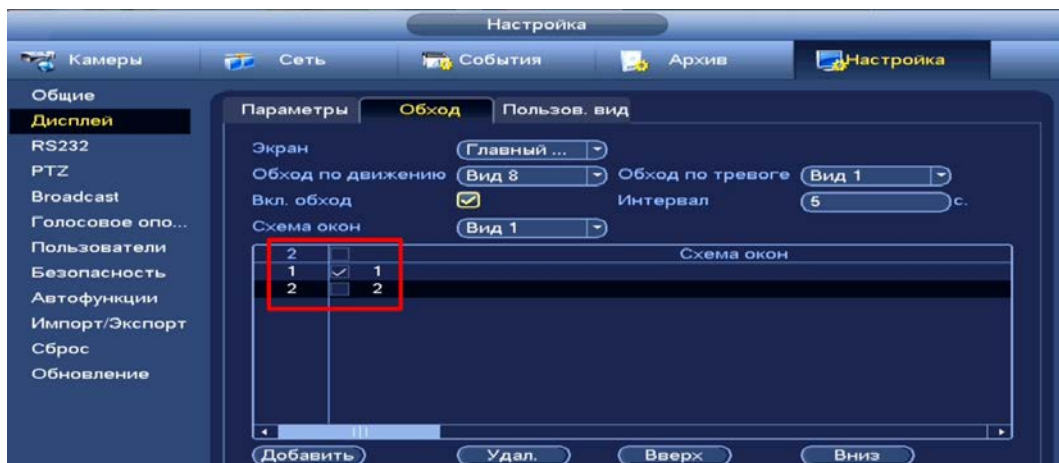 Настройка
Камеры Сеть События Архив Настройка
Общие
Дисплей
RS232
PTZ
Broadcast
Голосовое опо...
Пользователи
Безопасность
Автофункции
Импорт/Экспорт
Сброс
Обновление
Параметры Обход Пользов. вид
Экран Главный ...
Обход по движению Вид 8 Обход по тревоге Вид 1
Вкл. обход Интервал 5 с.
Схема окон Вид 1
2 Схема окон
1 1
2 2
Добавить Удал. Вверх Вниз